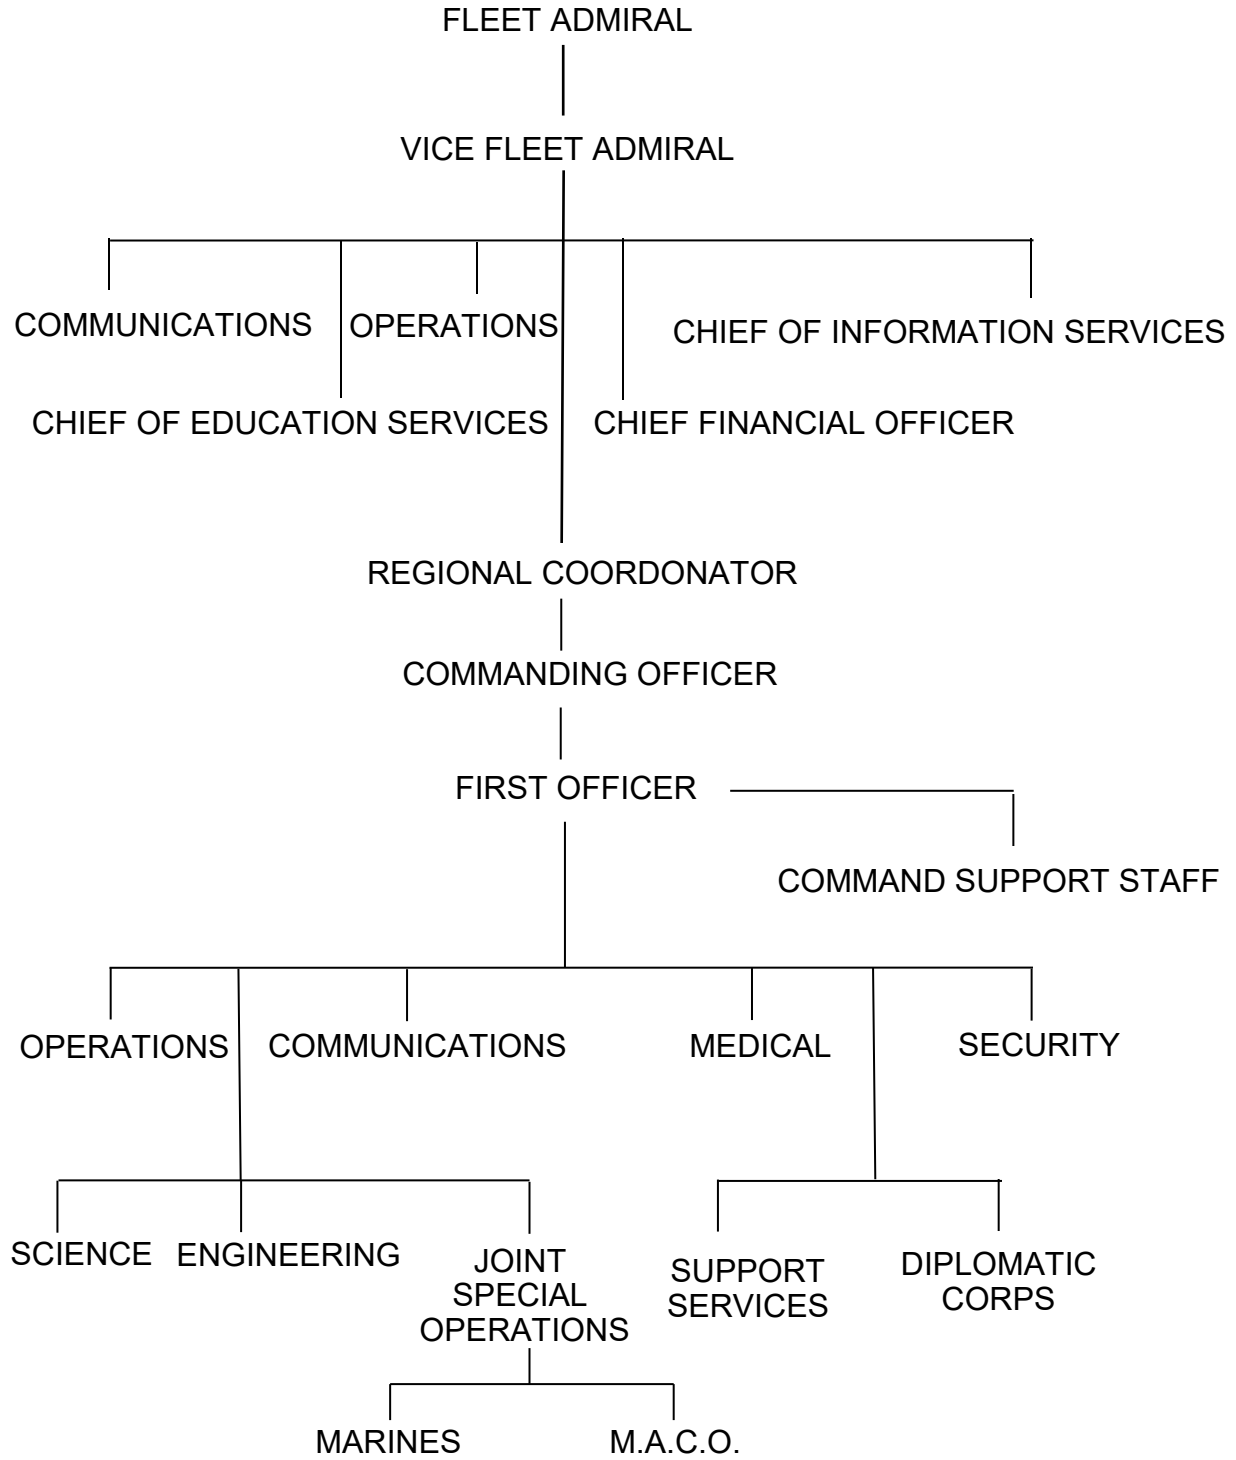 FLEET ADMIRAL
VICE FLEET ADMIRAL
COMMUNICATIONS
OPERATIONS
CHIEF OF INFORMATION SERVICES
CHIEF OF EDUCATION SERVICES
CHIEF FINANCIAL OFFICER
REGIONAL COORDONATOR
COMMANDING OFFICER
FIRST OFFICER
COMMAND SUPPORT STAFF
OPERATIONS
COMMUNICATIONS
MEDICAL
SECURITY
SCIENCE
ENGINEERING
JOINT
SPECIAL
OPERATIONS
SUPPORT
SERVICES
DIPLOMATIC
CORPS
MARINES
M.A.C.O.